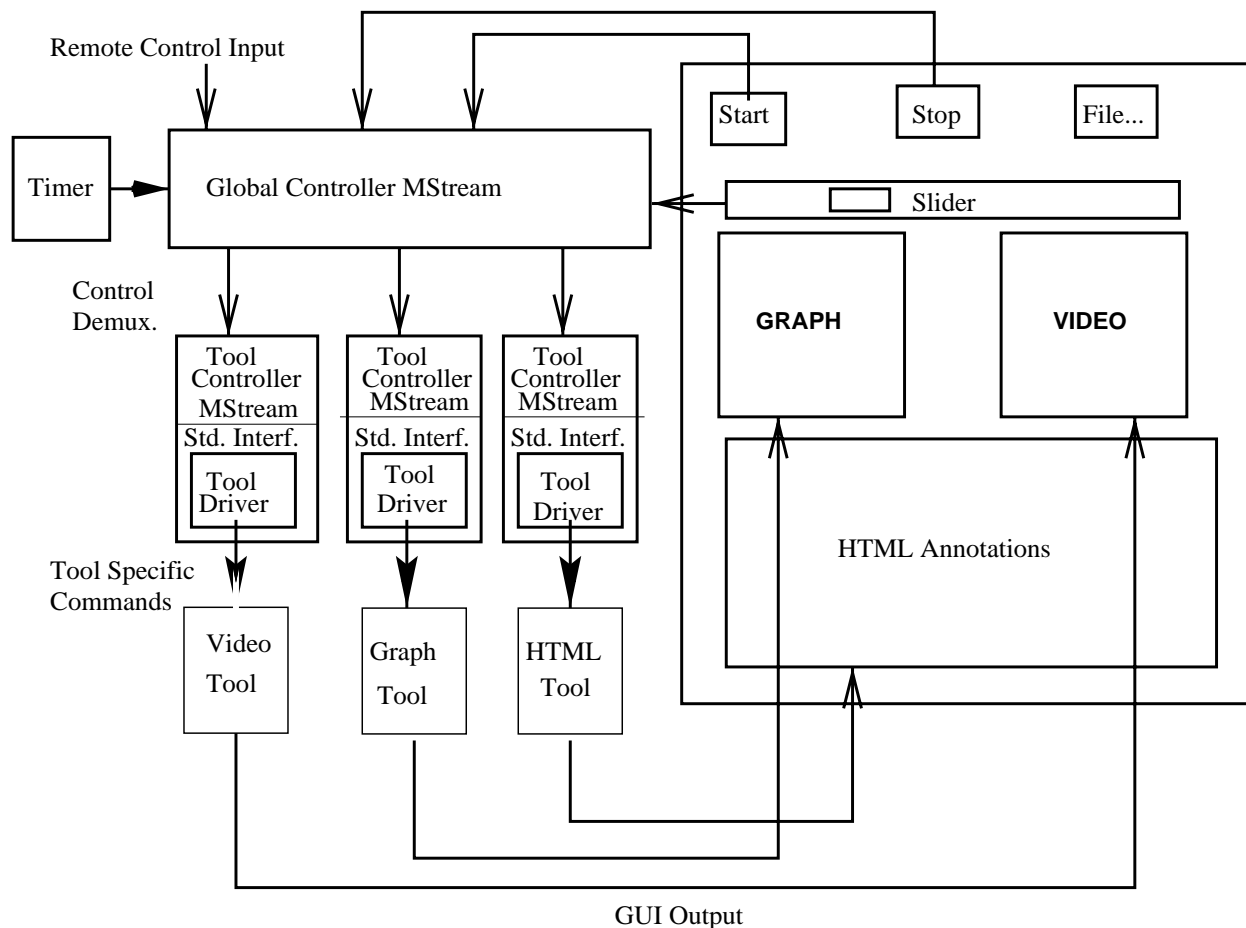 Remote Control Input
Start
Stop
File...
Timer
Global Controller MStream
Slider
Control
Demux.
GRAPH
VIDEO
Tool
Controller
MStream
Std. Interf.
Tool
Driver
Tool
Controller
MStream
Std. Interf.
Tool
Driver
Tool
Controller
MStream
Std. Interf.
Tool
Driver
HTML Annotations
Tool Specific
Commands
Video
Tool
Graph
Tool
HTML
Tool
GUI Output